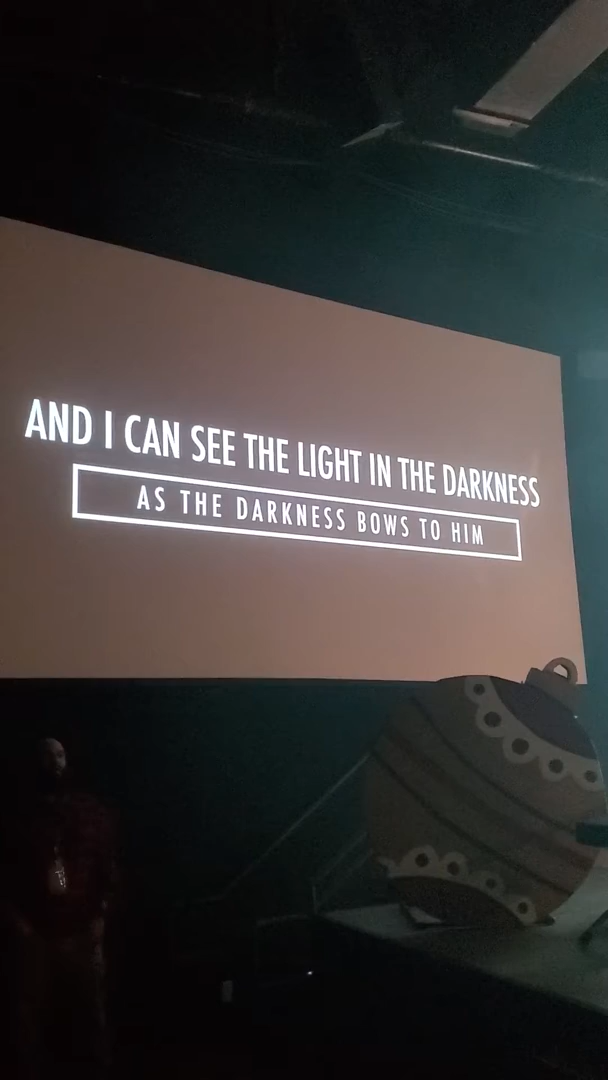 AND I CAN SEE THE LIGHT IN THE DARKNESS
AS THE DARKNESS BOWS TO HIM